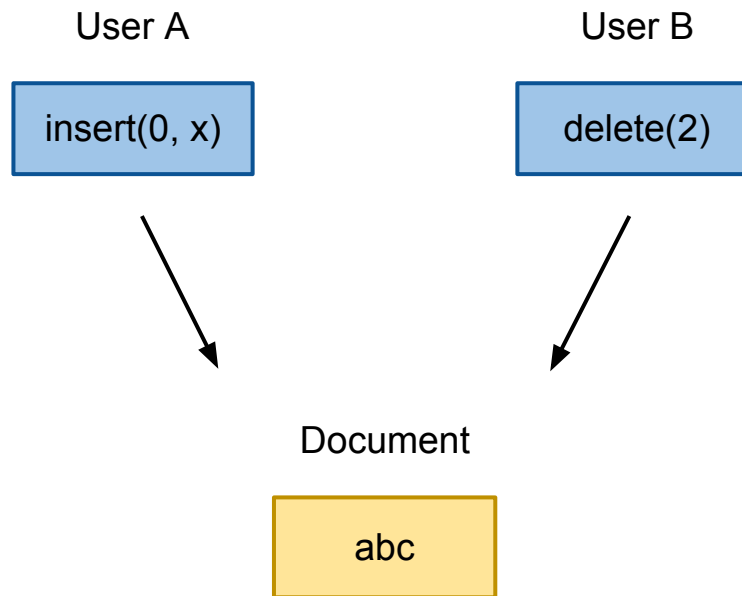 User A
User B
insert(0, x)
delete(2)
Document
abc